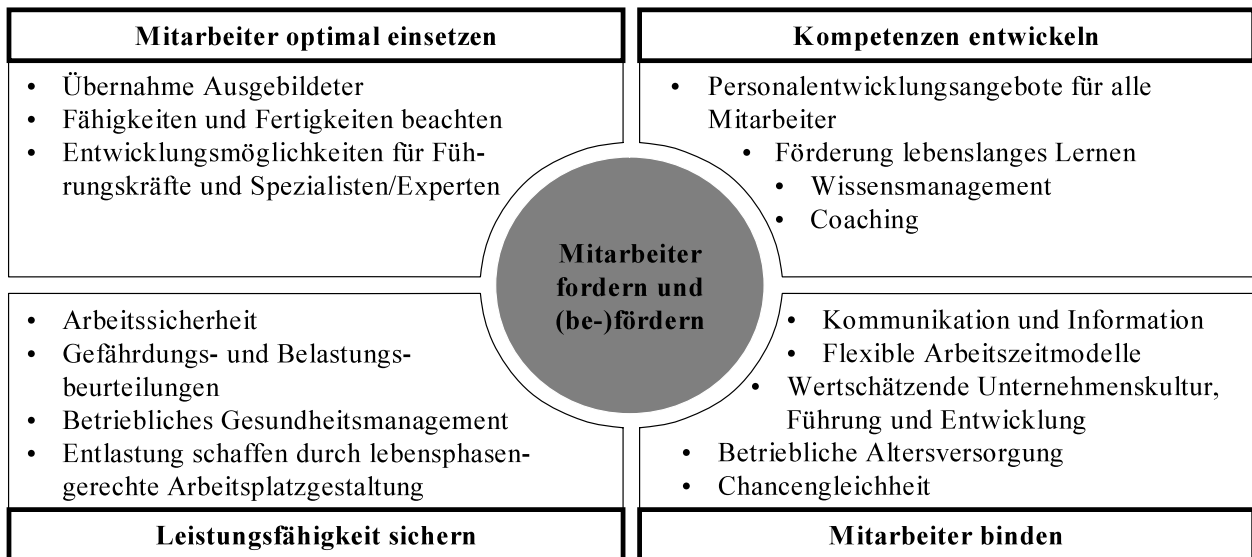 Mitarbeiter optimal einsetzen
• Übernahme Ausgebildeter
• Fähigkeiten und Fertigkeiten beachten
• Entwicklungsmöglichkeiten für Füh-
rungskräfte und Spezialisten/Experten
Kompetenzen entwickeln
• Personalentwicklungsangebote für alle
Mitarbeiter
• Förderung lebenslanges Lernen
• Wissensmanagement
• Coaching
Mitarbeiter
fordern und
(be-)fördern
• Arbeitssicherheit
• Gefährdungs- und Belastungs-
beurteilungen
• Betriebliches Gesundheitsmanagement
• Entlastung schaffen durch lebensphasen-
gerechte Arbeitsplatzgestaltung
Leistungsfähigkeit sichern
• Kommunikation und Information
• Flexible Arbeitszeitmodelle
• Wertschätzende Unternehmenskultur,
Führung und Entwicklung
• Betriebliche Altersversorgung
• Chancengleichheit
Mitarbeiter binden